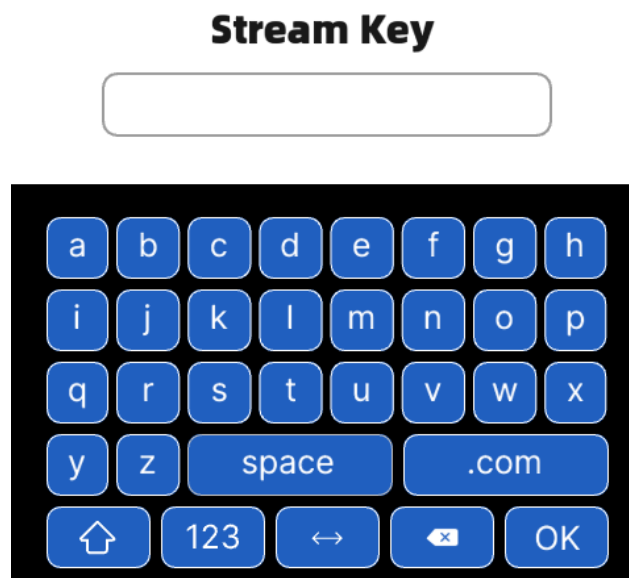 Stream Key
a b c d e f g h
i j k l m n o p
q r s t u v w x
y z space .com
123 OK